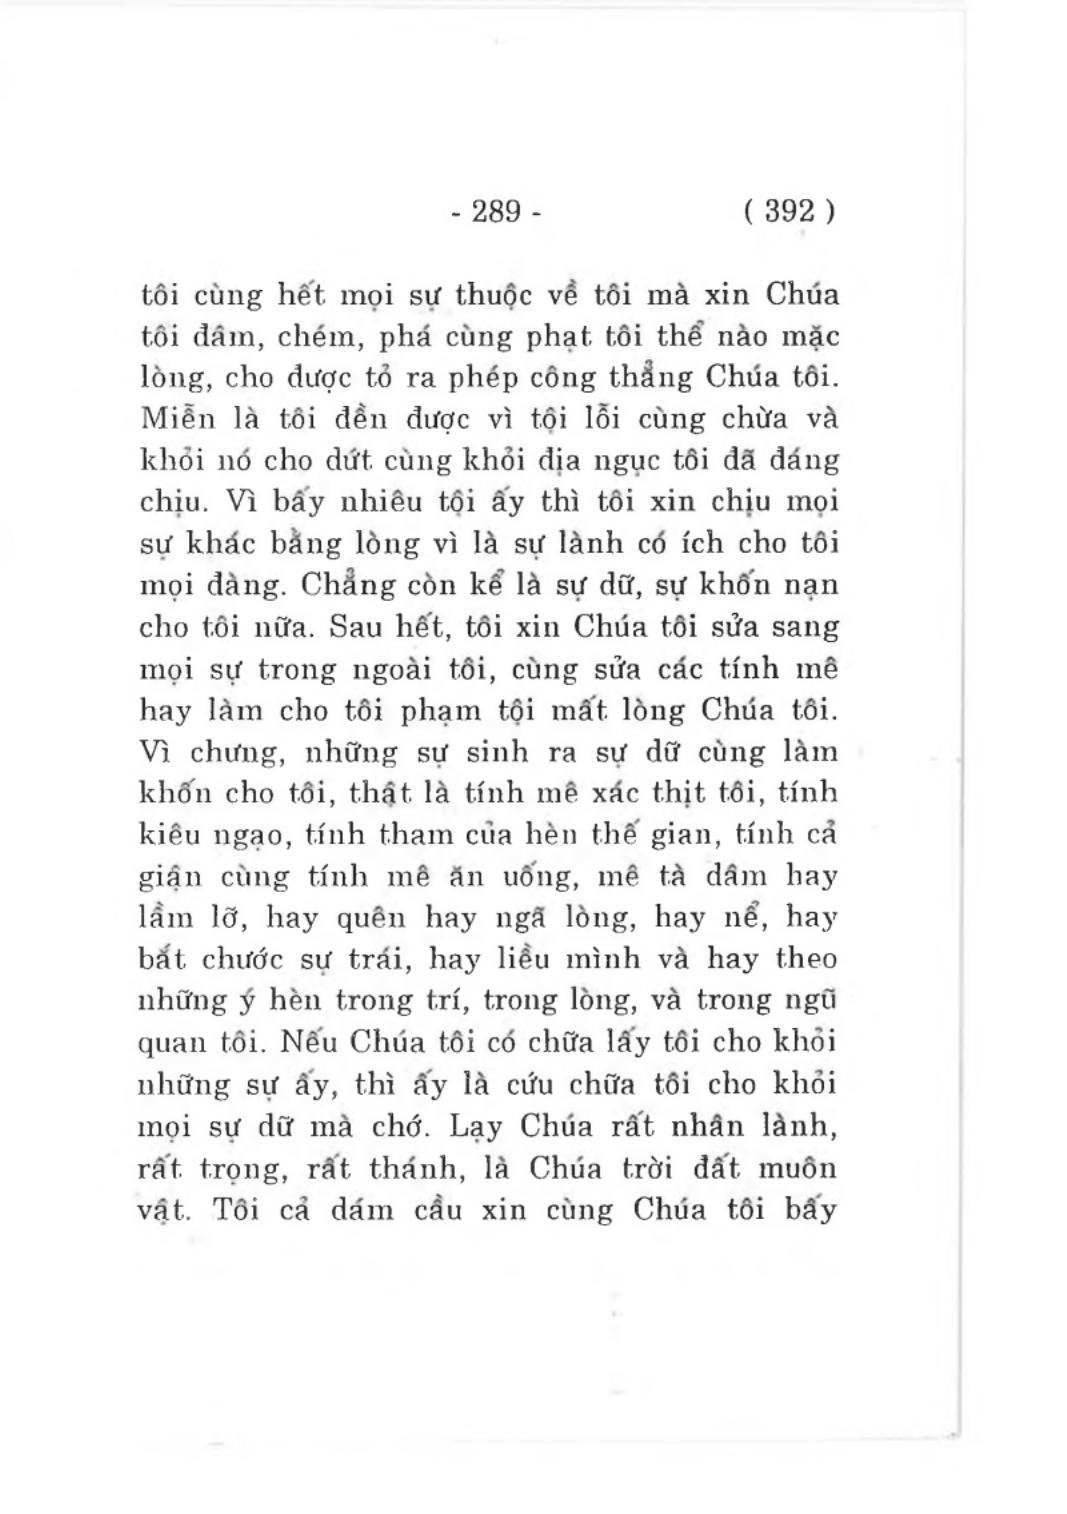 - 289 - ( 392 )
tôi cùng hết mọi sự thuộc về tôi mà xin Chúa
tôi đâm, chém, phá cùng phạt tôi thể nào mặc
lòng, cho được tỏ ra phép công thẳng Chúa tôi.
Miễn là tôi đền được vì tội lỗi cùng chừa và
khỏi nó cho dứt cùng khỏi địa ngục tôi đã đáng
chịu. Vì bấy nhiêu tội ấy thì tôi xin chịu mọi
sự khác bằng lòng vì là sự lành có ích cho tôi
mọi đàng. Chẳng còn kể là sự dữ, sự khốn nạn
cho tôi nữa. Sau hết, tôi xin Chúa tôi sửa sang
mọi sự trong ngoài tôi, cùng sửa các tính mê
hay làm cho tôi phạm tội mất lòng Chúa tôi.
Vì chưng, những sự sinh ra sự dữ cùng làm
khốn cho tôi, thật là tính mê xác thịt tôi, tính
kiêu ngạo, tính tham của hèn thế gian, tính cả
giận cùng tính mê ăn uống, mê tà dâm hay
lầm lỡ, hay quên hay ngã lòng, hay nể, hay
bắt chước sự trái, hay liều mình và hay theo
những ý hèn trong trí, trong lòng, và trong ngũ
quan tôi. Nếu Chúa tôi có chữa lấy tôi cho khỏi
những sự ấy, thì ấy là cứu chữa tôi cho khỏi
mọi sự dữ mà chớ. Lạy Chúa rất nhân lành,
rất trọng, rất thánh, là Chúa trời đất muôn
vật. Tôi cả dám cầu xin cùng Chúa tôi bấy